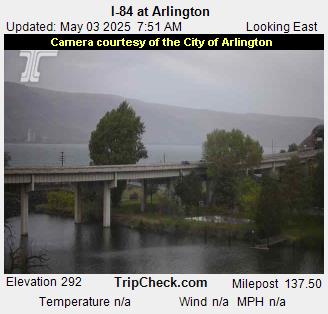 I-84 at Arlington
Updated: May 03 2025 7:51 AM Looking East
Camera courtesy of the City of Arlington
Elevation 292 TripCheck.com Milepost 137.50
Temperature n/a Wind n/a MPH n/a